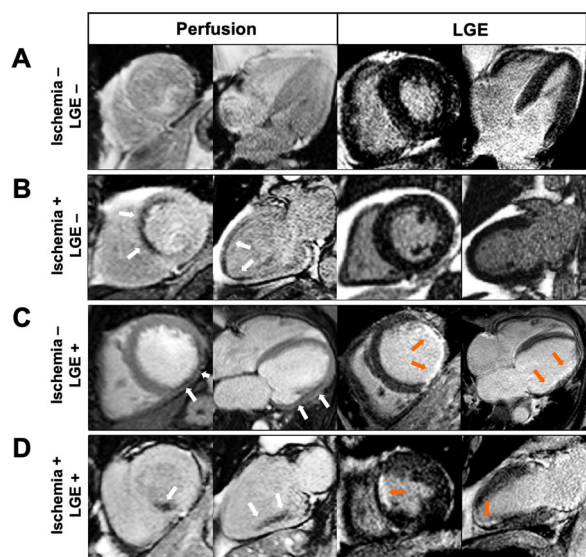 Perfusion
LGE
A
Ischemia –
LGE –
B
Ischemia +
LGE –
C
Ischemia –
LGE +
D
Ischemia +
LGE +